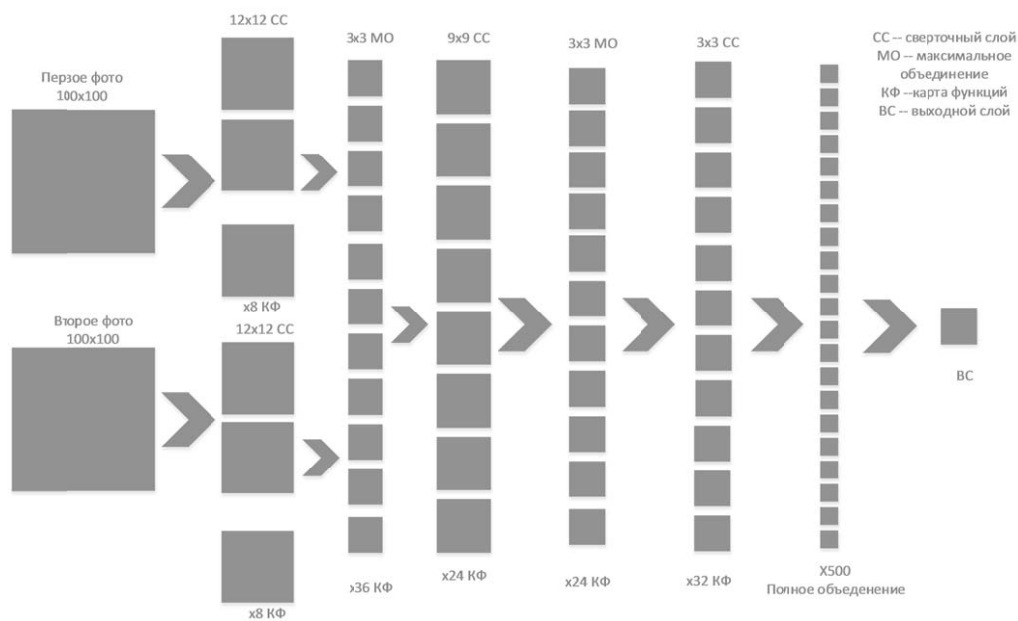 12x12 СС
3x3 МО
9x9 СС
3x3 МО
3x3 СС
СС -- сверточный слой
МО -- максимальное
объединение
КФ --карта функций
ВС -- выходной слой
Перзое фото
100x100
x8 КФ
Второе фото
100x100
12x12 СС
ВС
x8 КФ
x36 КФ
x24 КФ
x24 КФ
x32 КФ
X500
Полное объеденение